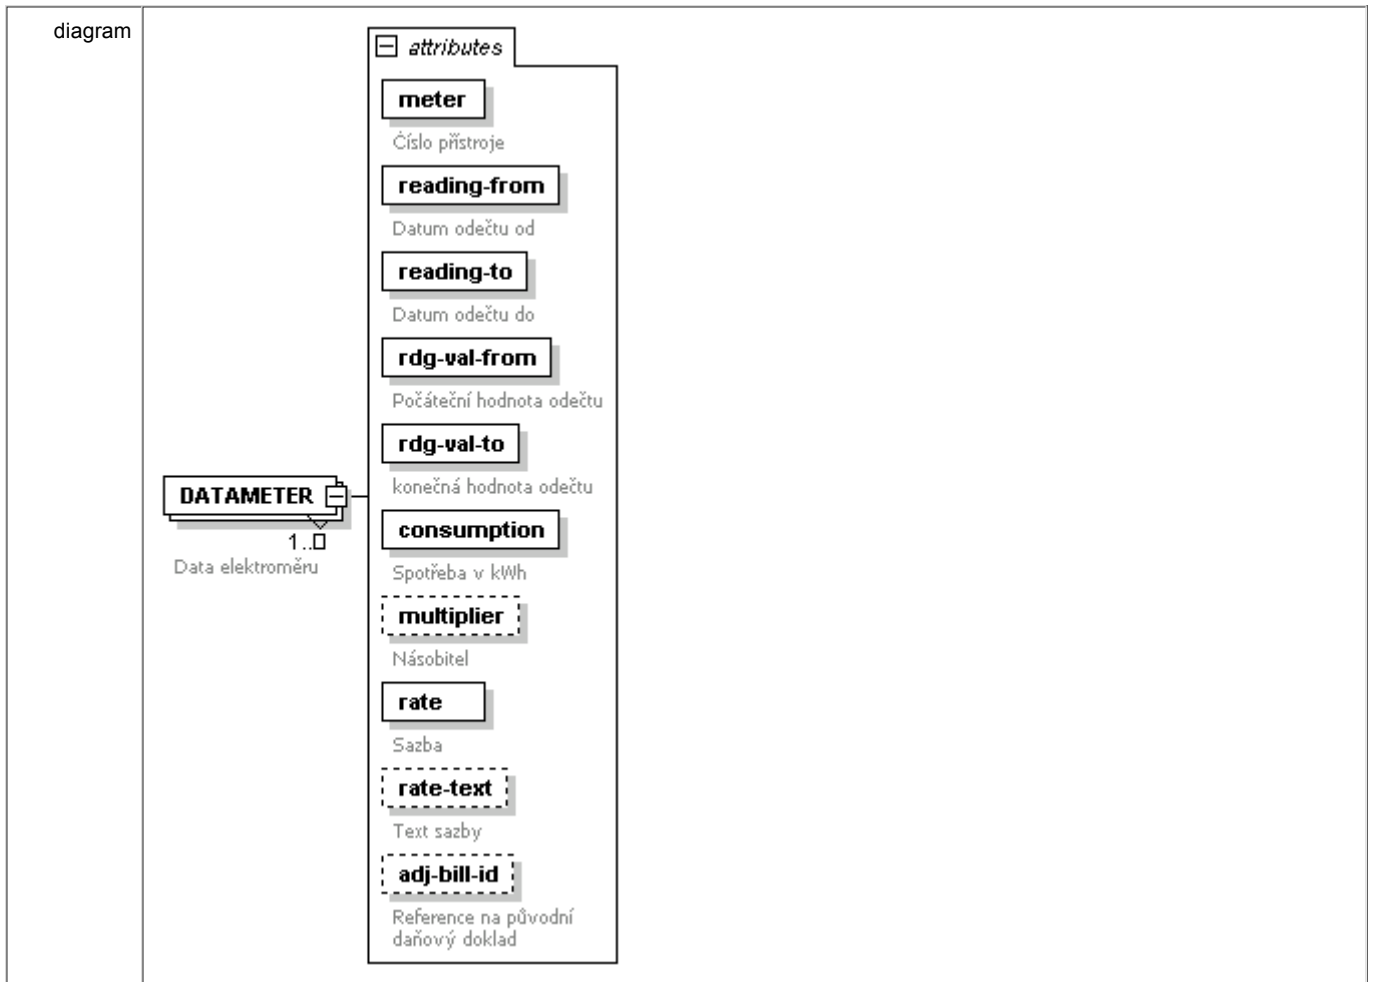 diagram
attributes
meter
Číslo přístroje
reading-from
Datum odečtu od
reading-to
Datum odečtu do
rdg-val-from
Počáteční hodnota odečtu
rdg-val-to
konečná hodnota odečtu
DATAMETER
1..□
Data elektroměru
consumption
Spotřeba v kWh
multiplier
Násobitel
rate
Sazba
rate-text
Text sazby
adj-bill-id
Reference na původní
daňový doklad